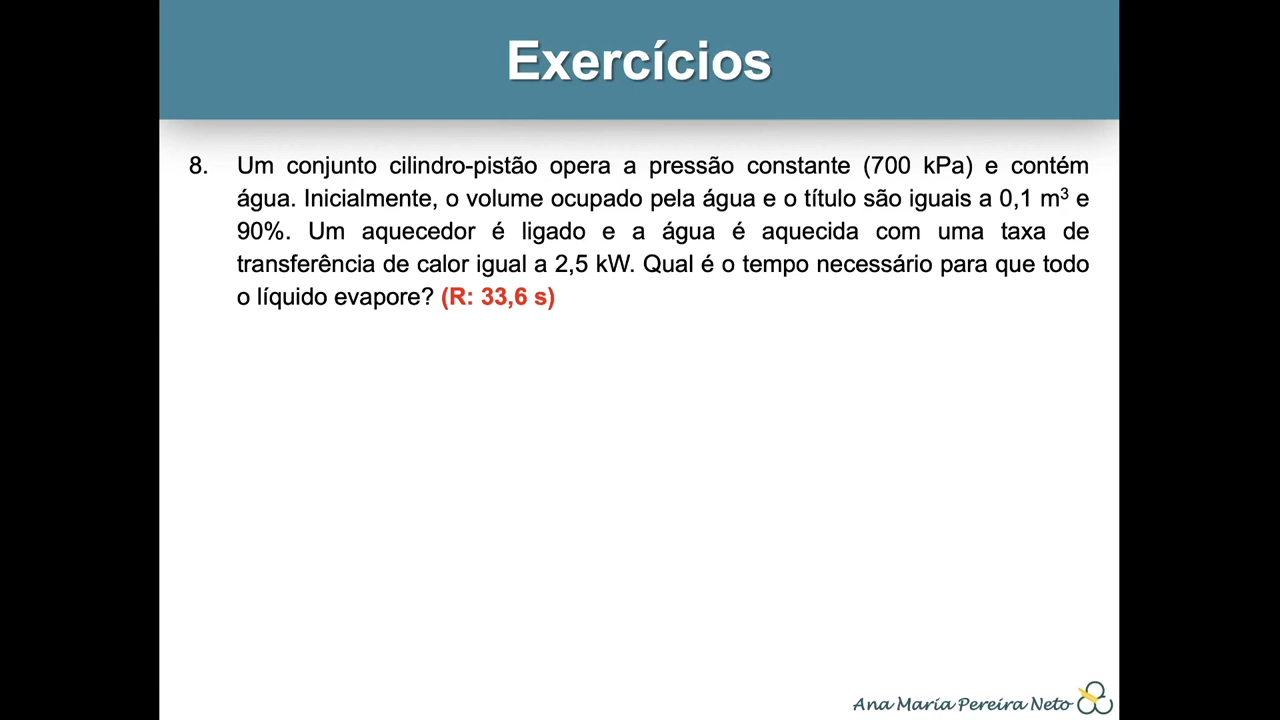 Exercícios
8. Um conjunto cilindro-pistão opera a pressão constante (700 kPa) e contém
água. Inicialmente, o volume ocupado pela água e o título são iguais a 0,1 m³ e
90%. Um aquecedor é ligado e a água é aquecida com uma taxa de
transferência de calor igual a 2,5 kW. Qual é o tempo necessário para que todo
o líquido evapore? (R: 33,6 s)
Ana Maria Pereira Neto